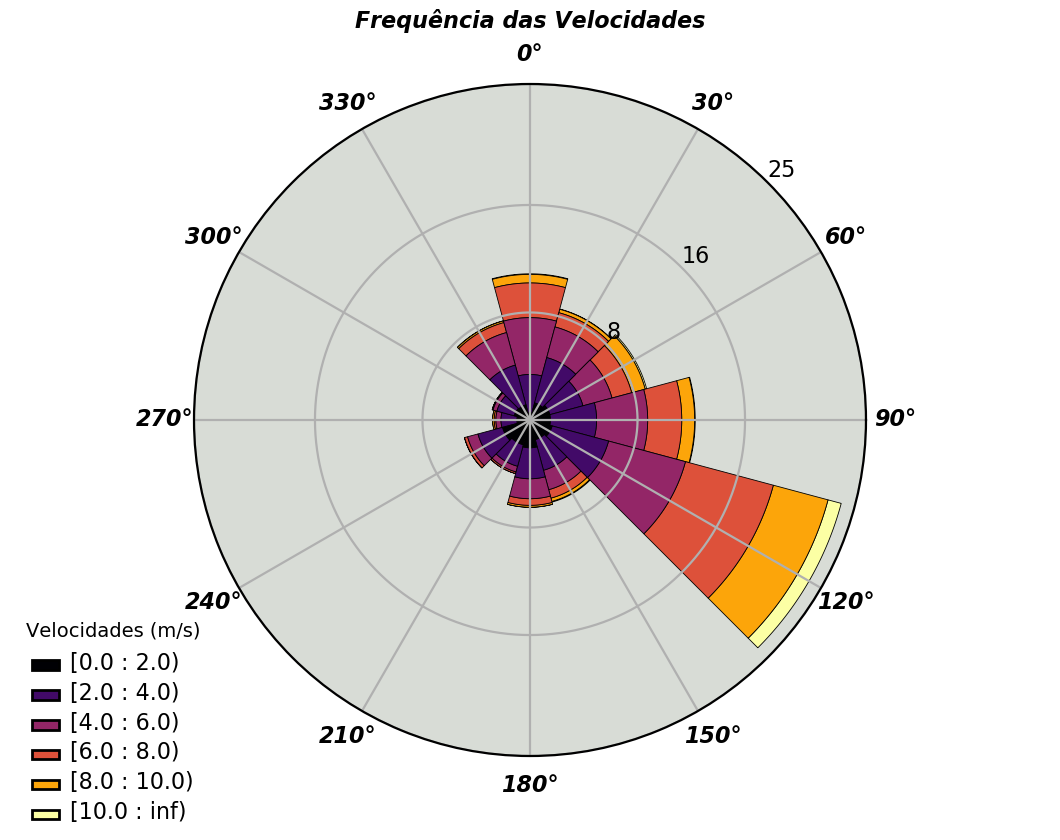 Frequência das Velocidades
0°
330°
30°
25
300°
60°
16
8
270°
90°
240°
120°
210°
150°
180°
Velocidades (m/s)
[0.0 : 2.0)
[2.0 : 4.0)
[4.0 : 6.0)
[6.0 : 8.0)
[8.0 : 10.0)
[10.0 : inf)